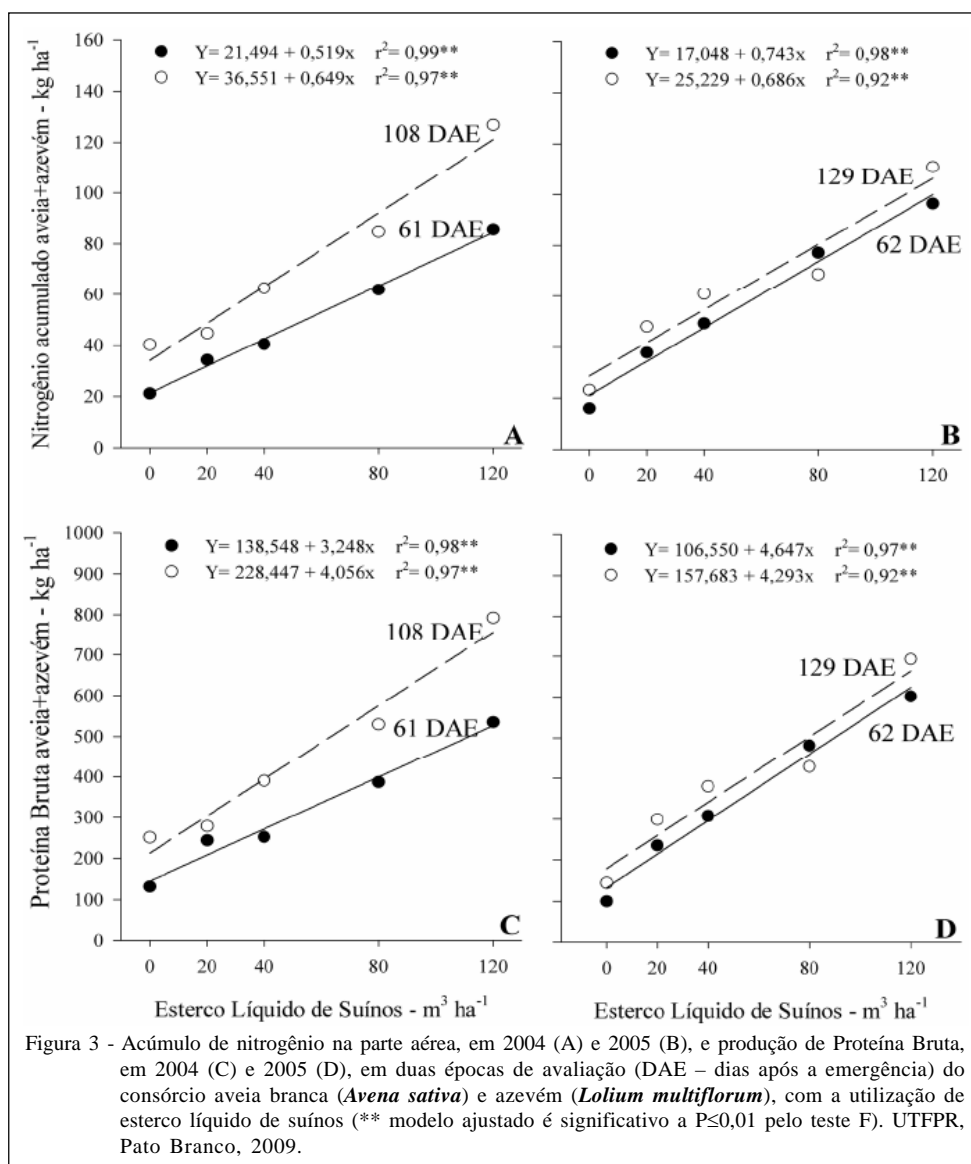 160
140
120
100
80
60
40
20
0
Nitrogênio acumulado aveia+azevém - kg ha⁻¹
● Y= 21,494 + 0,519x r²= 0,99**
○ Y= 36,551 + 0,649x r²= 0,97**
108 DAE
61 DAE
A
0 20 40 80 120
● Y= 17,048 + 0,743x r²= 0,98**
○ Y= 25,229 + 0,686x r²= 0,92**
129 DAE
62 DAE
B
0 20 40 80 120
1000
900
800
700
600
500
400
300
200
100
0
Proteína Bruta aveia+azevém - kg ha⁻¹
● Y= 138,548 + 3,248x r²= 0,98**
○ Y= 228,447 + 4,056x r²= 0,97**
108 DAE
61 DAE
C
0 20 40 80 120
Esterco Líquido de Suínos - m³ ha⁻¹
● Y= 106,550 + 4,647x r²= 0,97**
○ Y= 157,683 + 4,293x r²= 0,92**
129 DAE
62 DAE
D
0 20 40 80 120
Esterco Líquido de Suínos - m³ ha⁻¹
Figura 3 - Acúmulo de nitrogênio na parte aérea, em 2004 (A) e 2005 (B), e produção de Proteína Bruta,
em 2004 (C) e 2005 (D), em duas épocas de avaliação (DAE – dias após a emergência) do
consórcio aveia branca (Avena sativa) e azevém (Lolium multiflorum), com a utilização de
esterco líquido de suínos (** modelo ajustado é significativo a P≤0,01 pelo teste F). UTFPR,
Pato Branco, 2009.